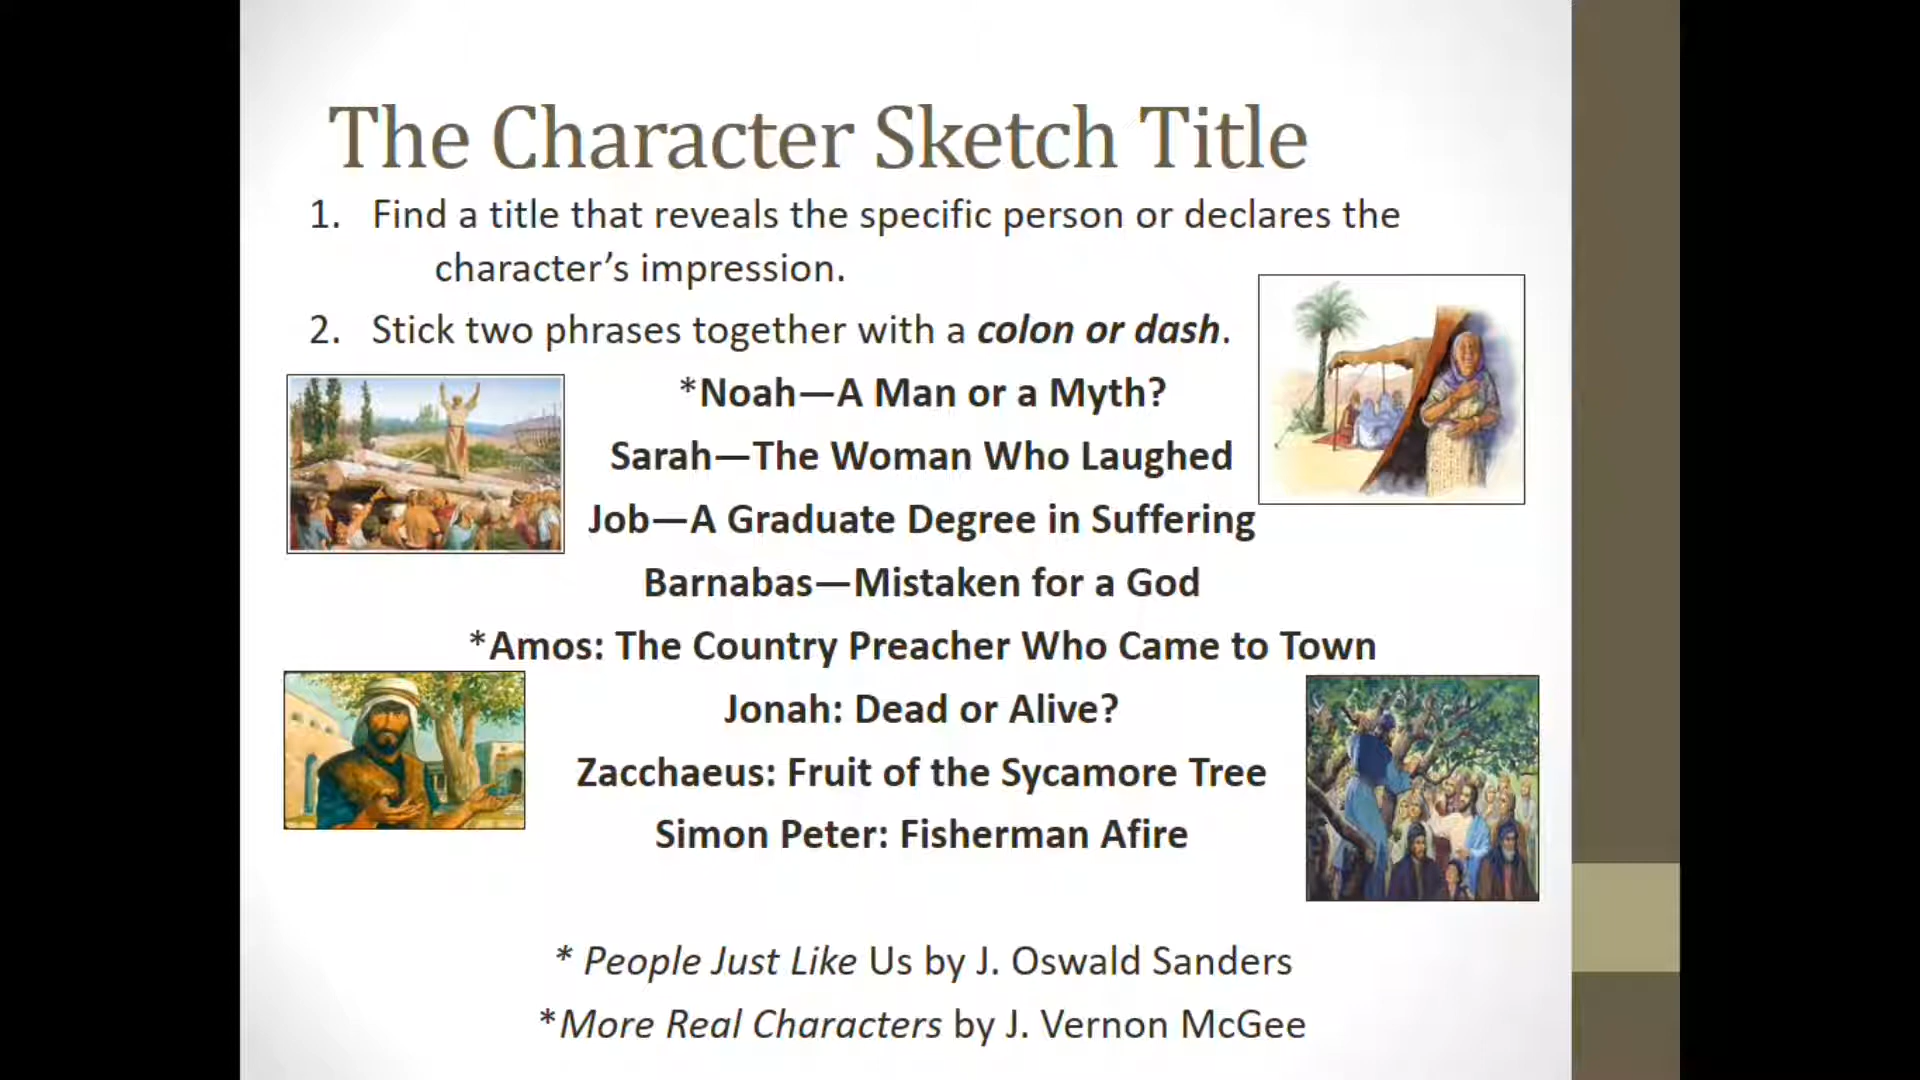 The Character Sketch Title
1. Find a title that reveals the specific person or declares the
character’s impression.
2. Stick two phrases together with a colon or dash.
*Noah—A Man or a Myth?
Sarah—The Woman Who Laughed
Job—A Graduate Degree in Suffering
Barnabas—Mistaken for a God
*Amos: The Country Preacher Who Came to Town
Jonah: Dead or Alive?
Zacchaeus: Fruit of the Sycamore Tree
Simon Peter: Fisherman Afire
* People Just Like Us by J. Oswald Sanders
*More Real Characters by J. Vernon McGee